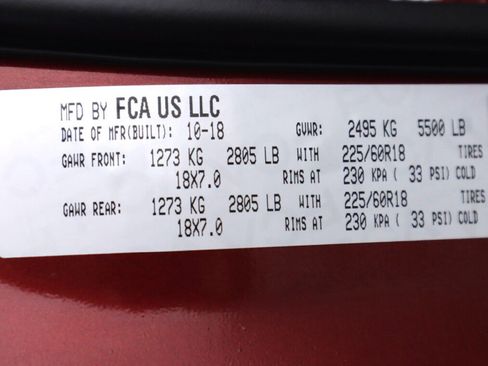 MFD BY FCA US LLC
DATE OF MFR(BUILT): 10-18 GVWR: 2495 KG 5500 LB
GAWR FRONT: 1273 KG 2805 LB WITH 225/60R18 TIRES
18X7.0 RIMS AT 230 KPA ( 33 PSI) COLD
GAWR REAR: 1273 KG 2805 LB WITH 225/60R18 TIRES
18X7.0 RIMS AT 230 KPA ( 33 PSI) COLD